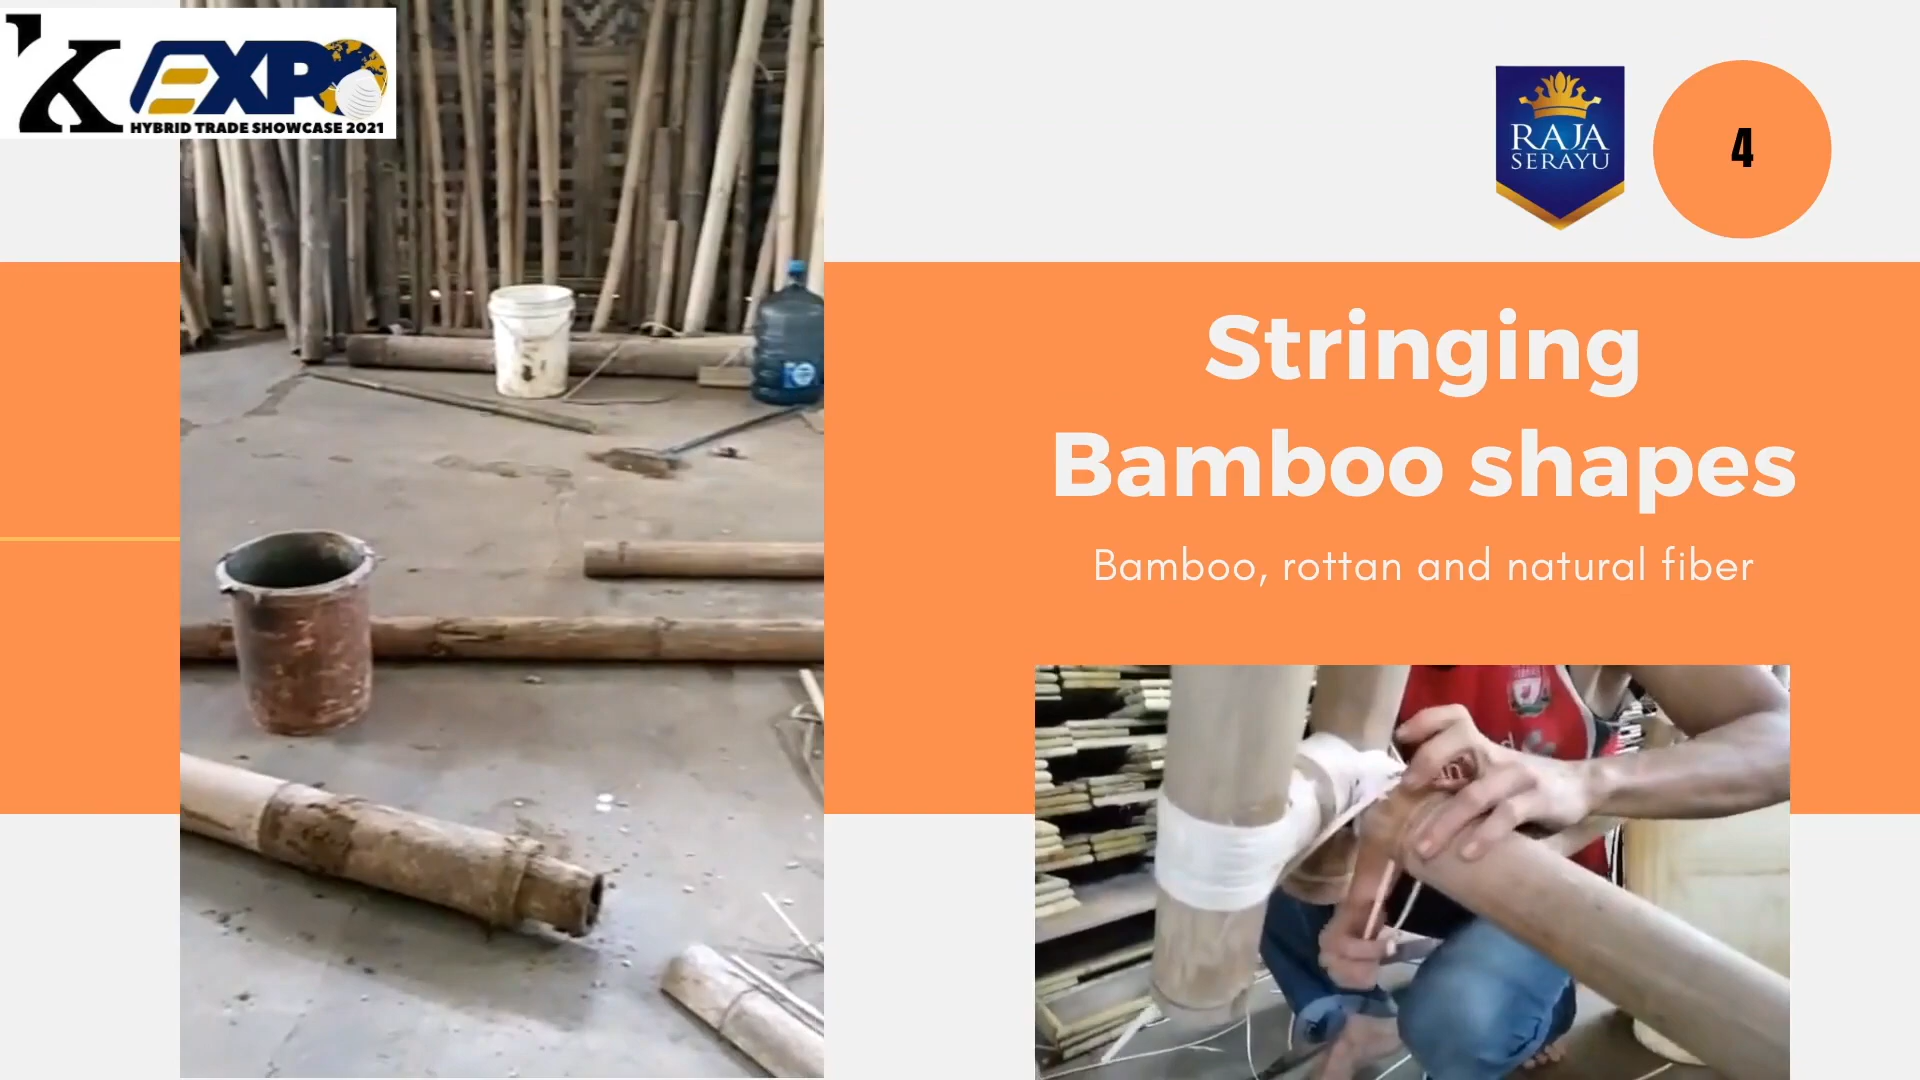 K EXPO
HYBRID TRADE SHOWCASE 2021
RAJA
SERAYU
4
Stringing
Bamboo shapes
Bamboo, rottan and natural fiber